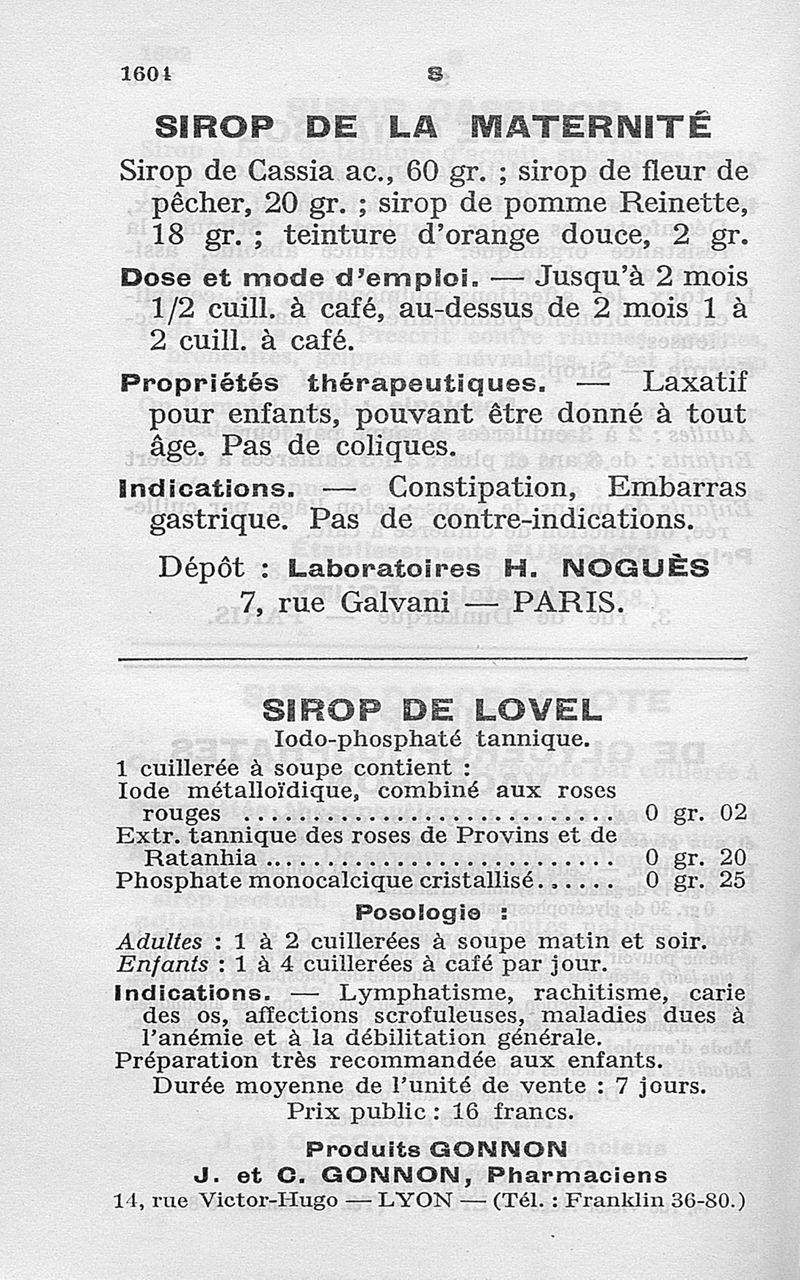 1604
S
SIROP DE LA MATERNITÉ
Sirop de Cassia ac., 60 gr. ; sirop de fleur de
pêcher, 20 gr. ; sirop de pomme Reinette,
18 gr. ; teinture d'orange douce, 2 gr.
Dose et mode d'emploi. — Jusqu'à 2 mois
1/2 cuill. à café, au-dessus de 2 mois 1 à
2 cuill. à café.
Propriétés thérapeutiques. — Laxatif
pour enfants, pouvant être donné à tout
âge. Pas de coliques.
Indications. — Constipation, Embarras
gastrique. Pas de contre-indications.
Dépôt : Laboratoires H. NOGUÈS
7, rue Galvani — PARIS.
SIROP DE LOVEL
Iodo-phosphaté tannique.
1 cuillerée à soupe contient :
Iode métalloïdique, combiné aux roses
rouges ............................ 0 gr. 02
Extr. tannique des roses de Provins et de
Ratanhia .......................... 0 gr. 20
Phosphate monocalcique cristallisé...... 0 gr. 25
Posologie :
Adultes : 1 à 2 cuillerées à soupe matin et soir.
Enfants : 1 à 4 cuillerées à café par jour.
Indications. — Lymphatisme, rachitisme, carie
des os, affections scrofuleuses, maladies dues à
l'anémie et à la débilitation générale.
Préparation très recommandée aux enfants.
Durée moyenne de l'unité de vente : 7 jours.
Prix public : 16 francs.
Produits GONNON
J. et C. GONNON, Pharmaciens
14, rue Victor-Hugo — LYON — (Tél. : Franklin 36-80.)